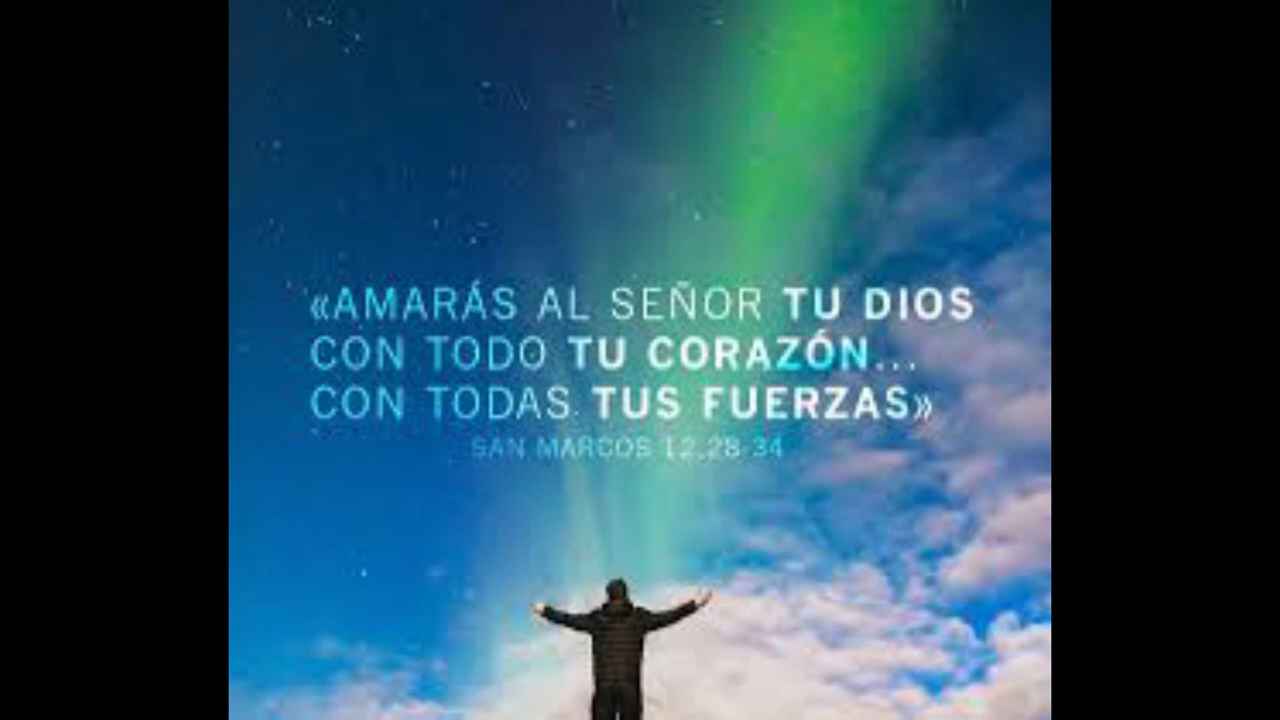 «AMARÁS AL SEÑOR TU DIOS
CON TODO TU CORAZÓN...
CON TODAS TUS FUERZAS»
SAN MARCOS 12,28-34